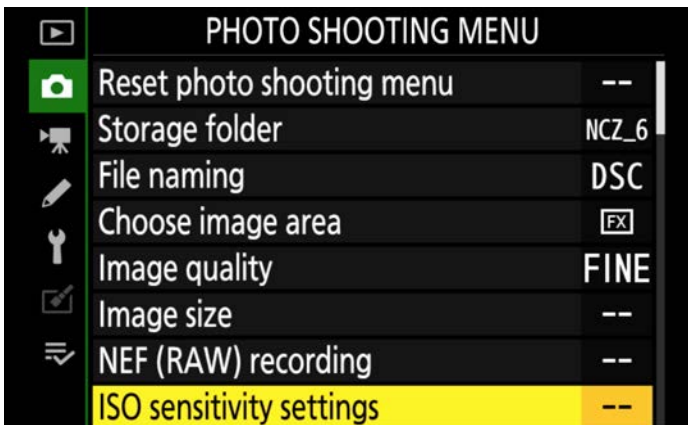 PHOTO SHOOTING MENU
Reset photo shooting menu --
Storage folder NCZ_6
File naming DSC
Choose image area FX
Image quality FINE
Image size --
NEF (RAW) recording --
ISO sensitivity settings --